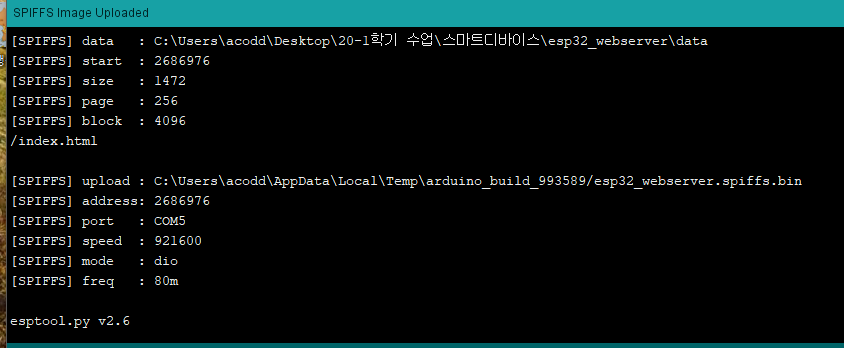 SPIFFS Image Uploaded
[SPIFFS] data   : C:\Users\acodd\Desktop\20-1학기 수업\스마트디바이스\esp32_webserver\data
[SPIFFS] start  : 2686976
[SPIFFS] size   : 1472
[SPIFFS] page   : 256
[SPIFFS] block  : 4096
/index.html
[SPIFFS] upload : C:\Users\acodd\AppData\Local\Temp\arduino_build_993589/esp32_webserver.spiffs.bin
[SPIFFS] address: 2686976
[SPIFFS] port   : COM5
[SPIFFS] speed  : 921600
[SPIFFS] mode   : dio
[SPIFFS] freq   : 80m
esptool.py v2.6